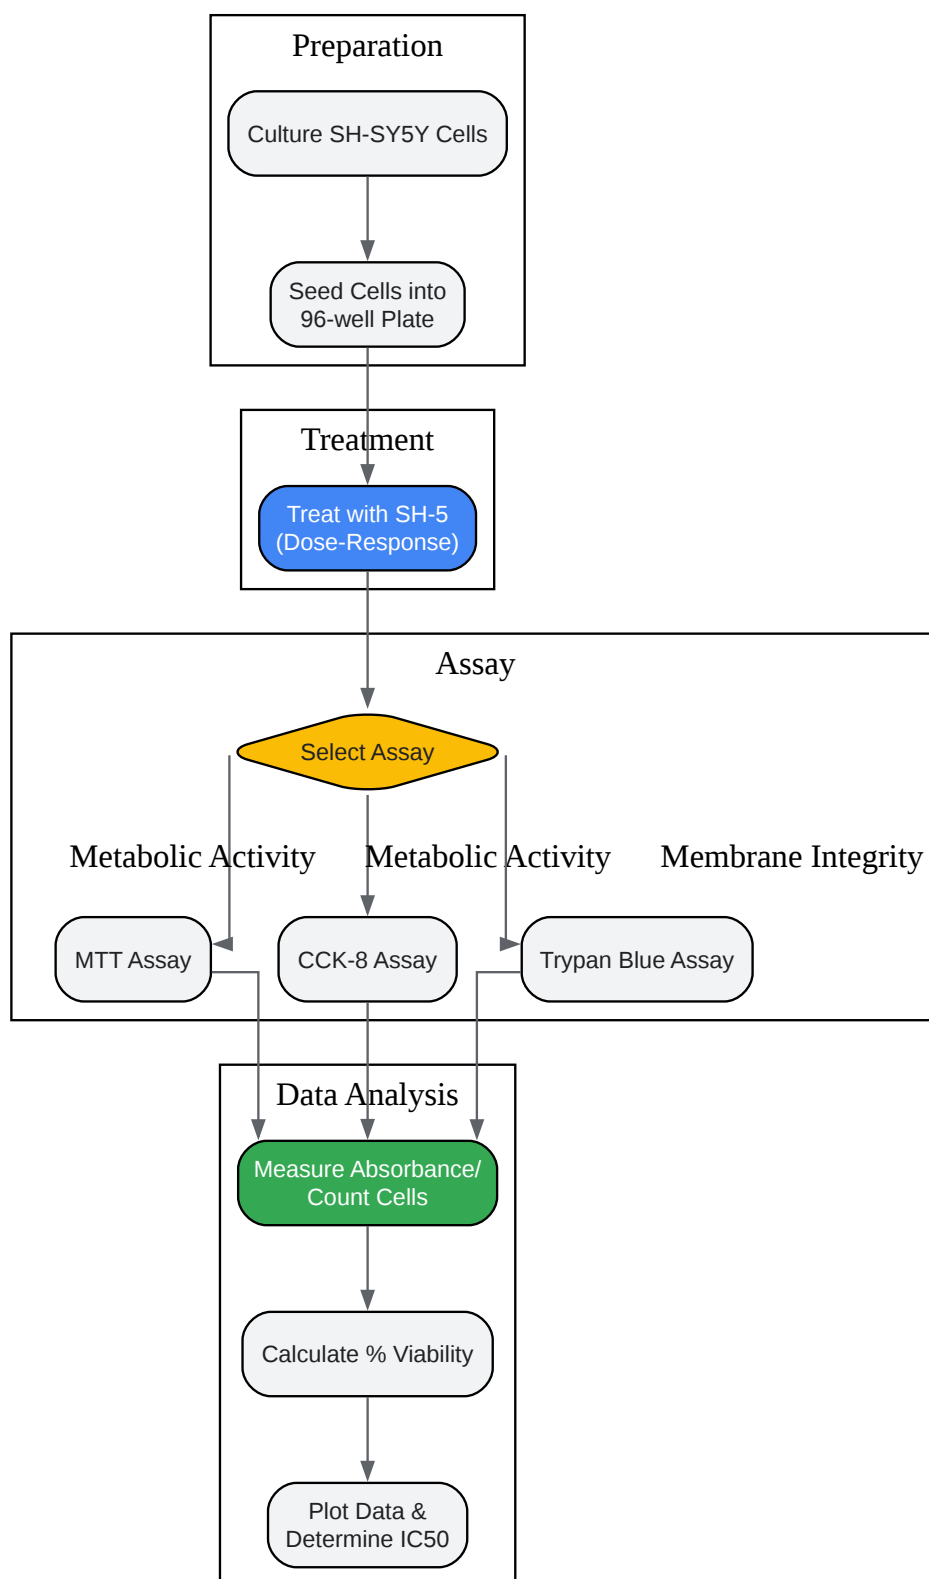 Preparation
Culture SH-SY5Y Cells
Seed Cells into
96-well Plate
Treatment
Treat with SH-5
(Dose-Response)
Assay
Select Assay
Metabolic Activity
Metabolic Activity
Membrane Integrity
MTT Assay
CCK-8 Assay
Trypan Blue Assay
Data Analysis
Measure Absorbance/
Count Cells
Calculate % Viability
Plot Data &
Determine IC50